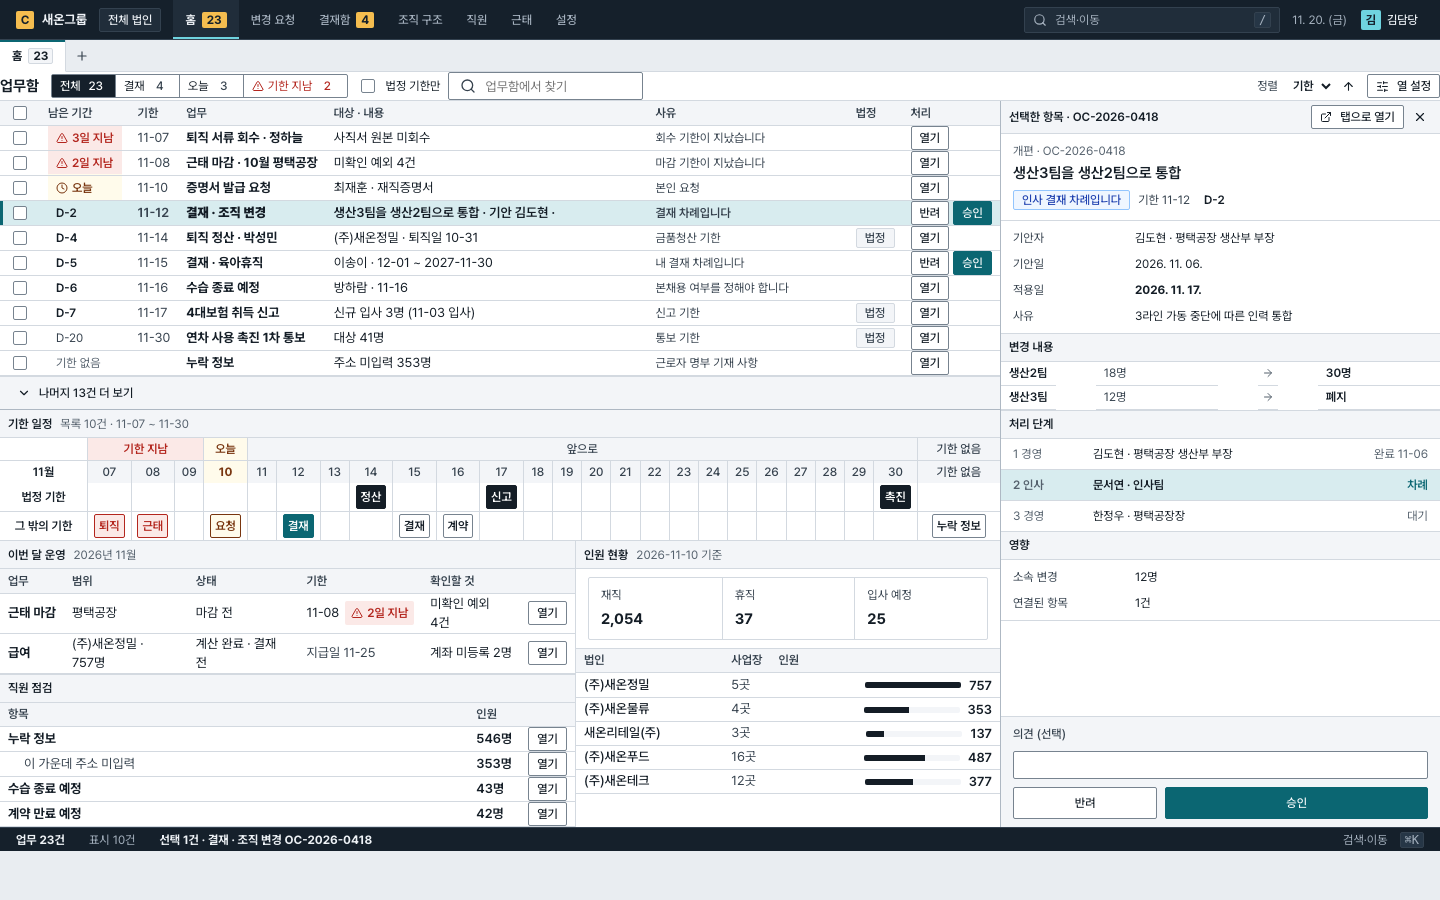 C 새온그룹 전체 법인 홈 23 변경 요청 결재함 4 조직 구조 직원 근태 설정 검색·이동 / 11. 20. (금) 김 김담당
홈 23 +
업무함 전체 23 결재 4 오늘 3 기한 지남 2 법정 기한만 업무함에서 찾기 정렬 기한 열 설정
남은 기간 기한 업무 대상 · 내용 사유 법정 처리
3일 지남 11-07 퇴직 서류 회수 · 정하늘 사직서 원본 미회수 회수 기한이 지났습니다 열기
2일 지남 11-08 근태 마감 · 10월 평택공장 미확인 예외 4건 마감 기한이 지났습니다 열기
오늘 11-10 증명서 발급 요청 최재훈 · 재직증명서 본인 요청 열기
D-2 11-12 결재 · 조직 변경 생산3팀을 생산2팀으로 통합 · 기안 김도현 · 결재 차례입니다 반려 승인
D-4 11-14 퇴직 정산 · 박성민 (주)새온정밀 · 퇴직일 10-31 금품청산 기한 법정 열기
D-5 11-15 결재 · 육아휴직 이송이 · 12-01 ~ 2027-11-30 내 결재 차례입니다 반려 승인
D-6 11-16 수습 종료 예정 방하람 · 11-16 본채용 여부를 정해야 합니다 열기
D-7 11-17 4대보험 취득 신고 신규 입사 3명 (11-03 입사) 신고 기한 법정 열기
D-20 11-30 연차 사용 촉진 1차 통보 대상 41명 통보 기한 법정 열기
기한 없음 누락 정보 주소 미입력 353명 근로자 명부 기재 사항 열기
나머지 13건 더 보기
기한 일정 목록 10건 · 11-07 ~ 11-30
기한 지남 오늘 앞으로 기한 없음
11월 07 08 09 10 11 12 13 14 15 16 17 18 19 20 21 22 23 24 25 26 27 28 29 30 기한 없음
법정 기한 정산 신고 촉진
그 밖의 기한 퇴직 근태 요청 결재 결재 계약 누락 정보
이번 달 운영 2026년 11월
업무 범위 상태 기한 확인할 것
근태 마감 평택공장 마감 전 11-08 2일 지남 미확인 예외 4건 열기
급여 (주)새온정밀 · 757명 계산 완료 · 결재 전 지급일 11-25 계좌 미등록 2명 열기
직원 점검
항목 인원
누락 정보 546명 열기
이 가운데 주소 미입력 353명 열기
수습 종료 예정 43명 열기
계약 만료 예정 42명 열기
인원 현황 2026-11-10 기준
재직 휴직 입사 예정
2,054 37 25
법인 사업장 인원
(주)새온정밀 5곳 757
(주)새온물류 4곳 353
새온리테일(주) 3곳 137
(주)새온푸드 16곳 487
(주)새온테크 12곳 377
선택한 항목 · OC-2026-0418 탭으로 열기
개편 · OC-2026-0418
생산3팀을 생산2팀으로 통합
인사 결재 차례입니다 기한 11-12 D-2
기안자 김도현 · 평택공장 생산부 부장
기안일 2026. 11. 06.
적용일 2026. 11. 17.
사유 3라인 가동 중단에 따른 인력 통합
변경 내용
생산2팀 18명 → 30명
생산3팀 12명 → 폐지
처리 단계
1 경영 김도현 · 평택공장 생산부 부장 완료 11-06
2 인사 문서연 · 인사팀 차례
3 경영 한정우 · 평택공장장 대기
영향
소속 변경 12명
연결된 항목 1건
의견 (선택)
반려 승인
업무 23건 표시 10건 선택 1건 · 결재 · 조직 변경 OC-2026-0418 검색·이동 ⌘K